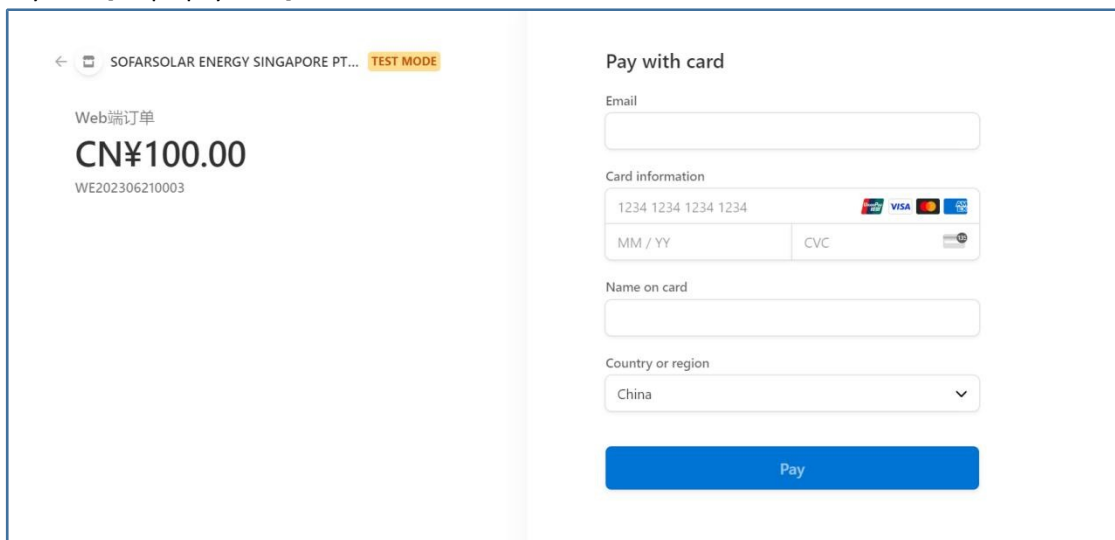 SOFARSOLAR ENERGY SINGAPORE PT... TEST MODE
Web端订单
CN¥100.00
WE202306210003
Pay with card
Email
Card information
1234 1234 1234 1234 VISA
MM / YY CVC
Name on card
Country or region
China
Pay